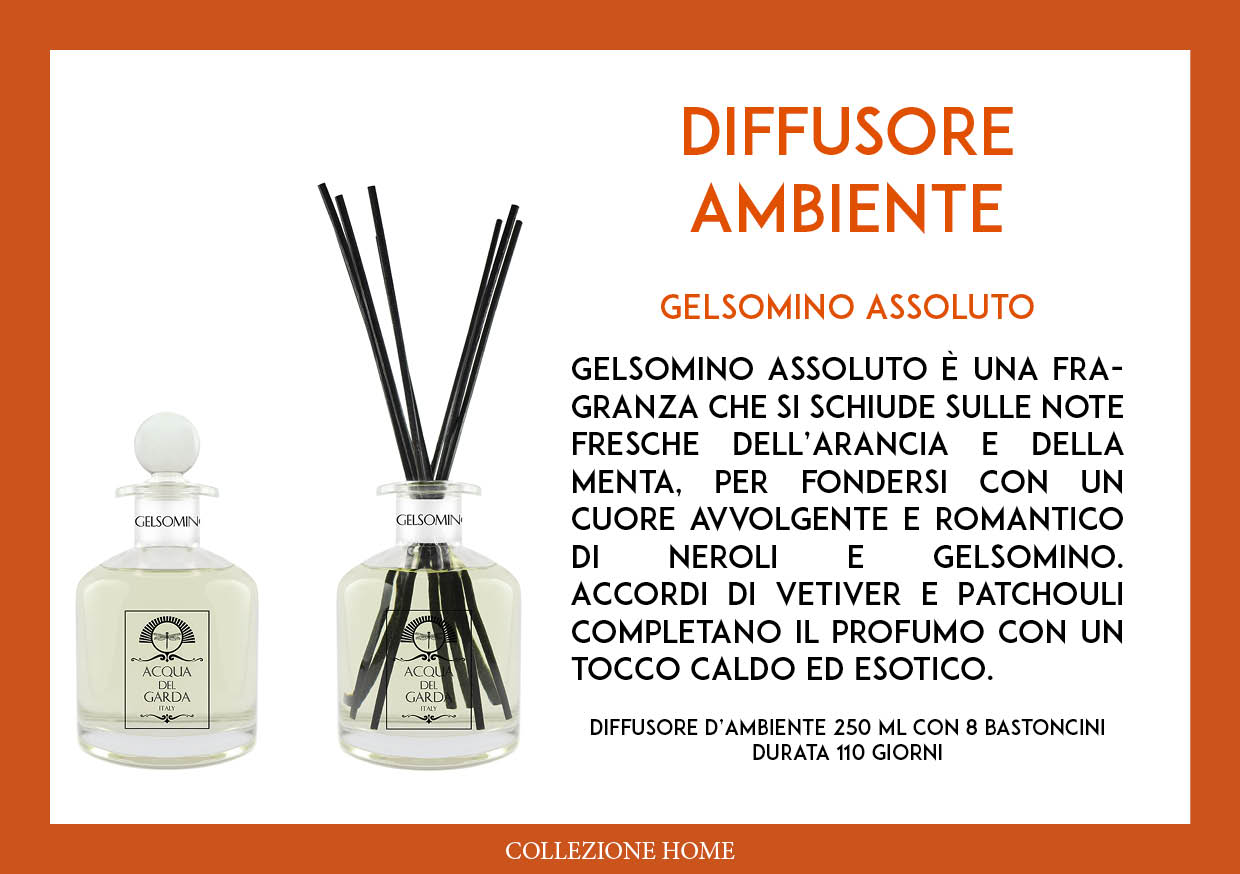 DIFFUSORE
AMBIENTE
GELSOMINO ASSOLUTO
GELSOMINO ASSOLUTO È UNA FRA-
GRANZA CHE SI SCHIUDE SULLE NOTE
FRESCHE DELL'ARANCIA E DELLA
MENTA, PER FONDERSI CON UN
CUORE AVVOLGENTE E ROMANTICO
DI NEROLI E GELSOMINO.
ACCORDI DI VETIVER E PATCHOULI
COMPLETANO IL PROFUMO CON UN
TOCCO CALDO ED ESOTICO.
DIFFUSORE D'AMBIENTE 250 ML CON 8 BASTONCINI
DURATA 110 GIORNI
GELSOMINO
ACQUA
DEL
GARDA
ITALY
GELSOMINO
ACQUA
DEL
GARDA
ITALY
COLLEZIONE HOME